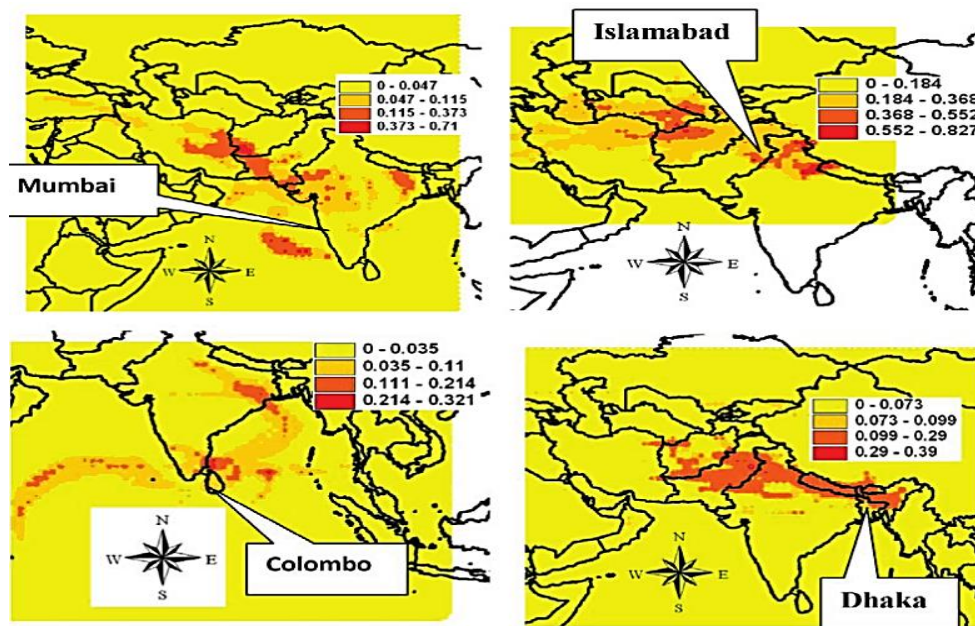 0 - 0.047
0.047 - 0.115
0.115 - 0.373
0.373 - 0.71
Mumbai
N
W E
S
Islamabad
0 - 0.184
0.184 - 0.368
0.368 - 0.552
0.552 - 0.822
N
W E
S
0 - 0.035
0.035 - 0.11
0.111 - 0.214
0.214 - 0.321
N
W E
S
Colombo
0 - 0.073
0.073 - 0.099
0.099 - 0.29
0.29 - 0.39
N
W E
S
Dhaka